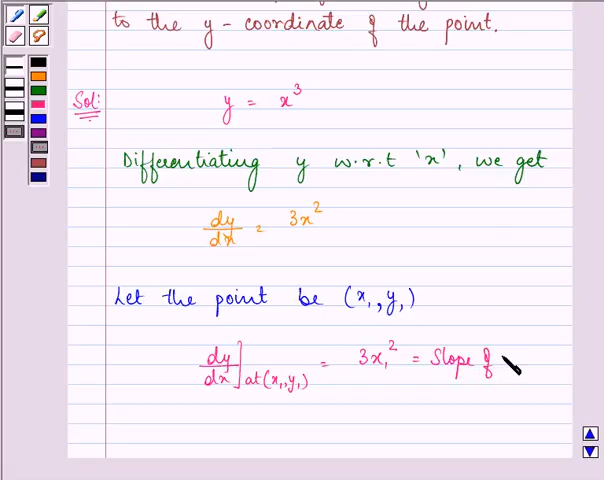 to the y - coordinate of the point.
Sol:
y = x³
Differentiating y w.r.t 'x', we get
dy/dx = 3x²
Let the point be (x₁, y₁)
dy/dx] at (x₁, y₁) = 3x₁² = Slope of